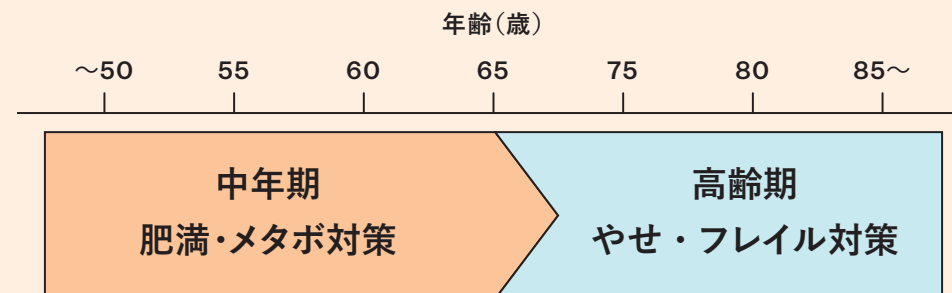 年齢（歳）
～50 55 60 65 75 80 85～
中年期
肥満・メタボ対策
高齢期
やせ・フレイル対策